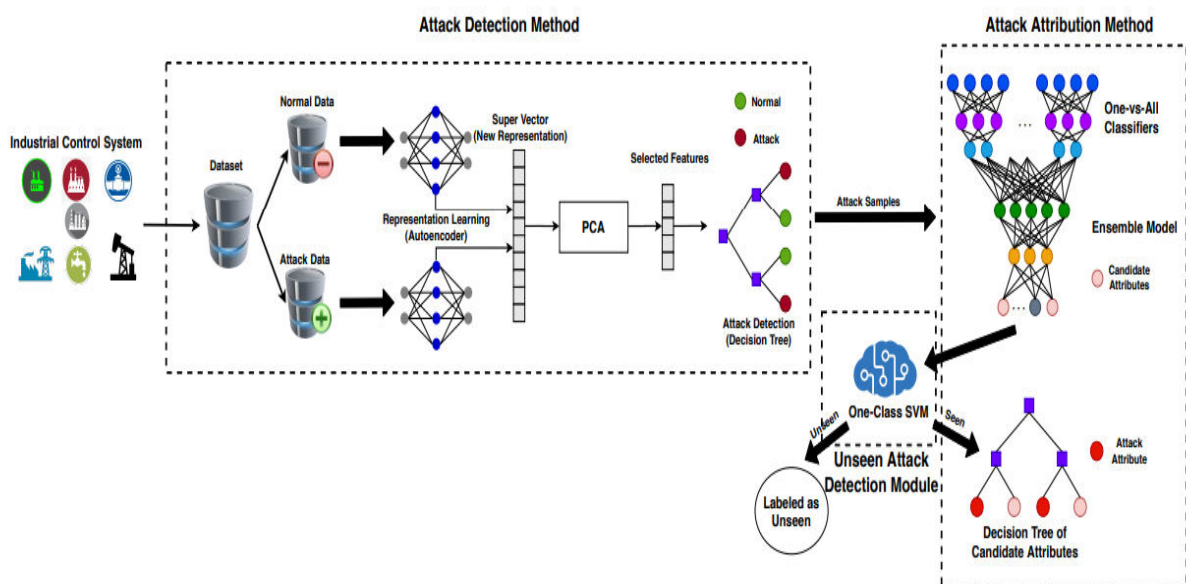 Attack Detection Method
Attack Attribution Method
Industrial Control System
Dataset
Normal Data
Attack Data
Representation Learning
(Autoencoder)
Super Vector
(New Representation)
PCA
Selected Features
Normal
Attack
Attack Detection
(Decision Tree)
Attack Samples
One-vs-All
Classifiers
...
Ensemble Model
Candidate
Attributes
...
One-Class SVM
Unseen
Seen
Unseen Attack
Detection Module
Labeled as
Unseen
Attack
Attribute
Decision Tree of
Candidate Attributes